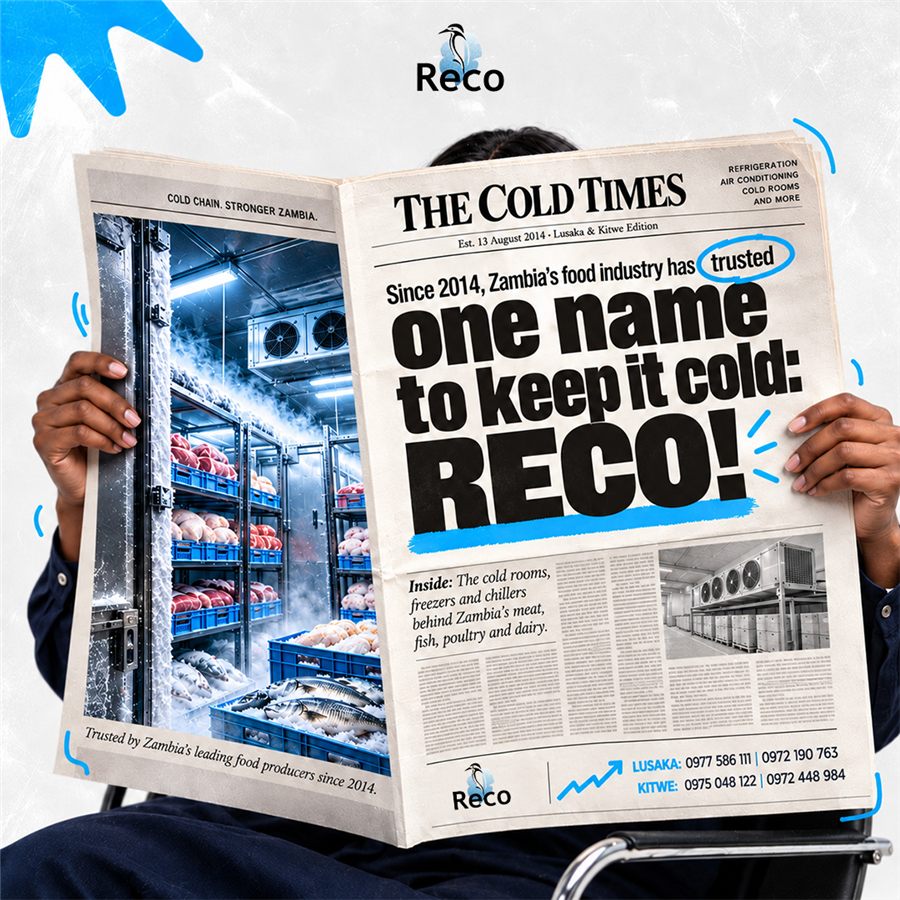 Reco
COLD CHAIN. STRONGER ZAMBIA.
Trusted by Zambia's leading food producers since 2014.
THE COLD TIMES
REFRIGERATION
AIR CONDITIONING
COLD ROOMS
AND MORE
Est. 13 August 2014 · Lusaka & Kitwe Edition
Since 2014, Zambia's food industry has trusted
one name
to keep it cold:
RECO!
Inside: The cold rooms,
freezers and chillers
behind Zambia's meat,
fish, poultry and dairy.
Reco
LUSAKA: 0977 586 111 | 0972 190 763
KITWE: 0975 048 122 | 0972 448 984